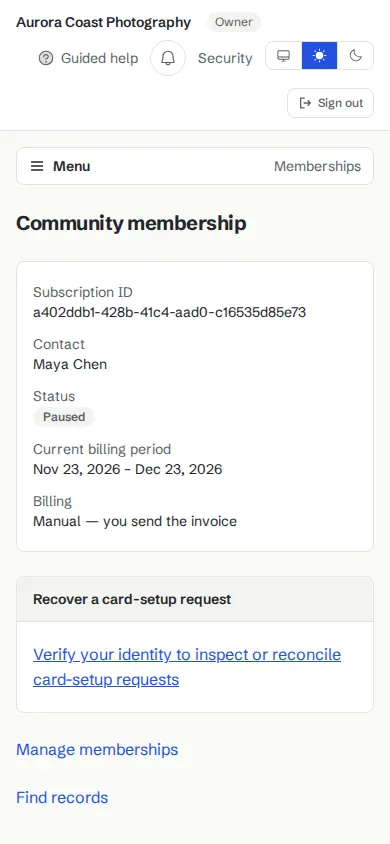 Aurora Coast Photography Owner
Guided help Security
Sign out
Menu Memberships
Community membership
Subscription ID
a402ddb1-428b-41c4-aad0-c16535d85e73
Contact
Maya Chen
Status
Paused
Current billing period
Nov 23, 2026 – Dec 23, 2026
Billing
Manual — you send the invoice
Recover a card-setup request
Verify your identity to inspect or reconcile
card-setup requests
Manage memberships
Find records